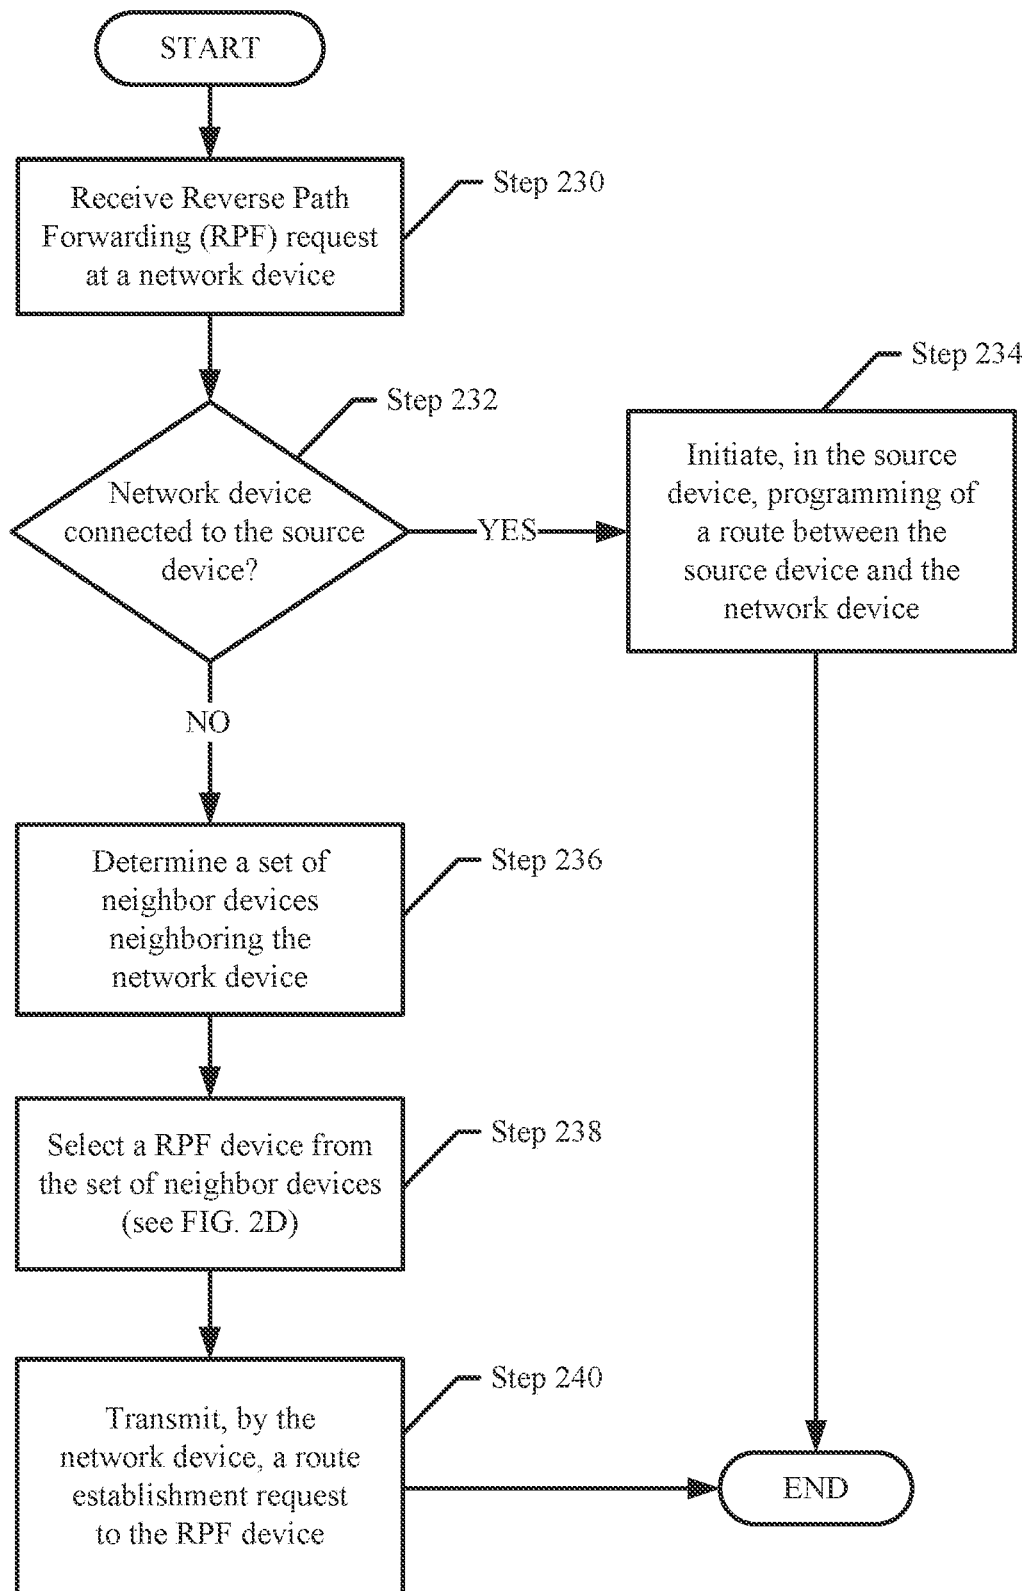 START
Receive Reverse Path
Forwarding (RPF) request
at a network device
Step 230
Step 232
Network device
connected to the source
device?
YES
Step 234
Initiate, in the source
device, programming of
a route between the
source device and the
network device
NO
Determine a set of
neighbor devices
neighboring the
network device
Step 236
Select a RPF device from
the set of neighbor devices
(see FIG. 2D)
Step 238
Transmit, by the
network device, a route
establishment request
to the RPF device
Step 240
END